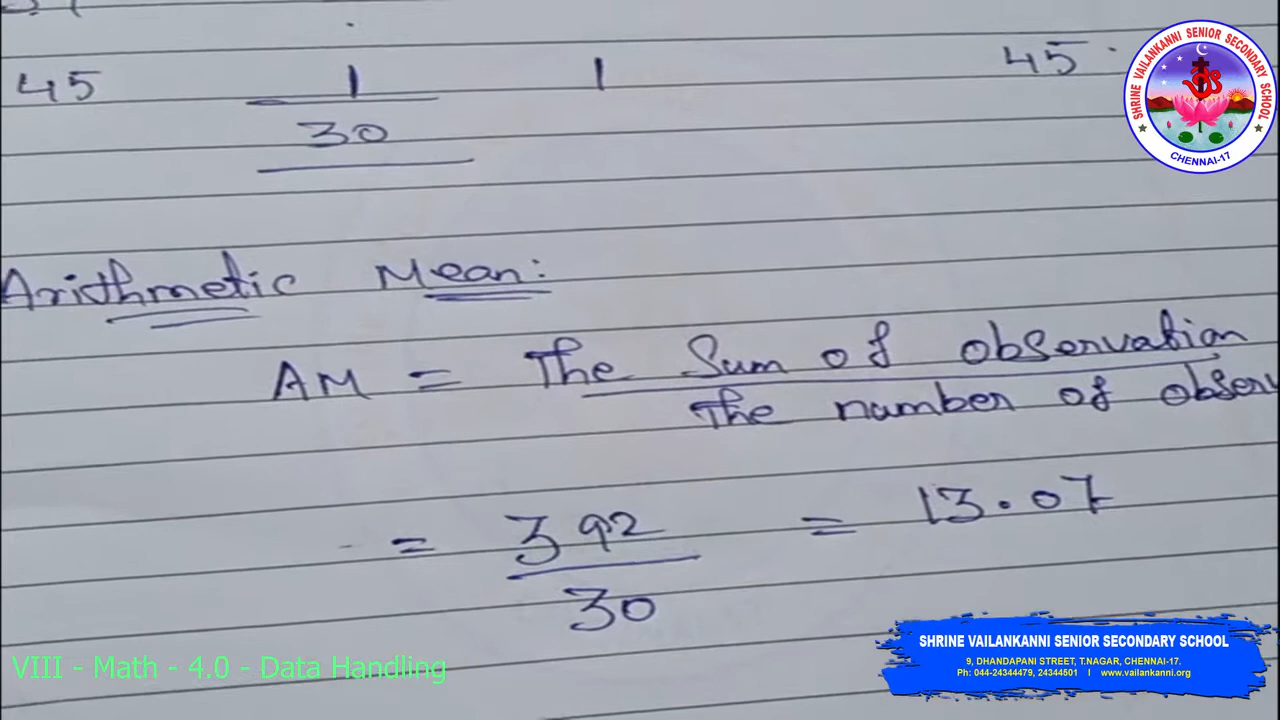 45 1 1 45
30
Arithmetic Mean:
AM = The Sum of observation
The number of obser
= 392 = 13.07
30
SHRINE VAILANKANNI SENIOR SECONDARY SCHOOL
CHENNAI-17
VIII - Math - 4.0 - Data Handling
SHRINE VAILANKANNI SENIOR SECONDARY SCHOOL
9, DHANDAPANI STREET, T.NAGAR, CHENNAI-17.
Ph: 044-24344479, 24344501 I www.vailankanni.org